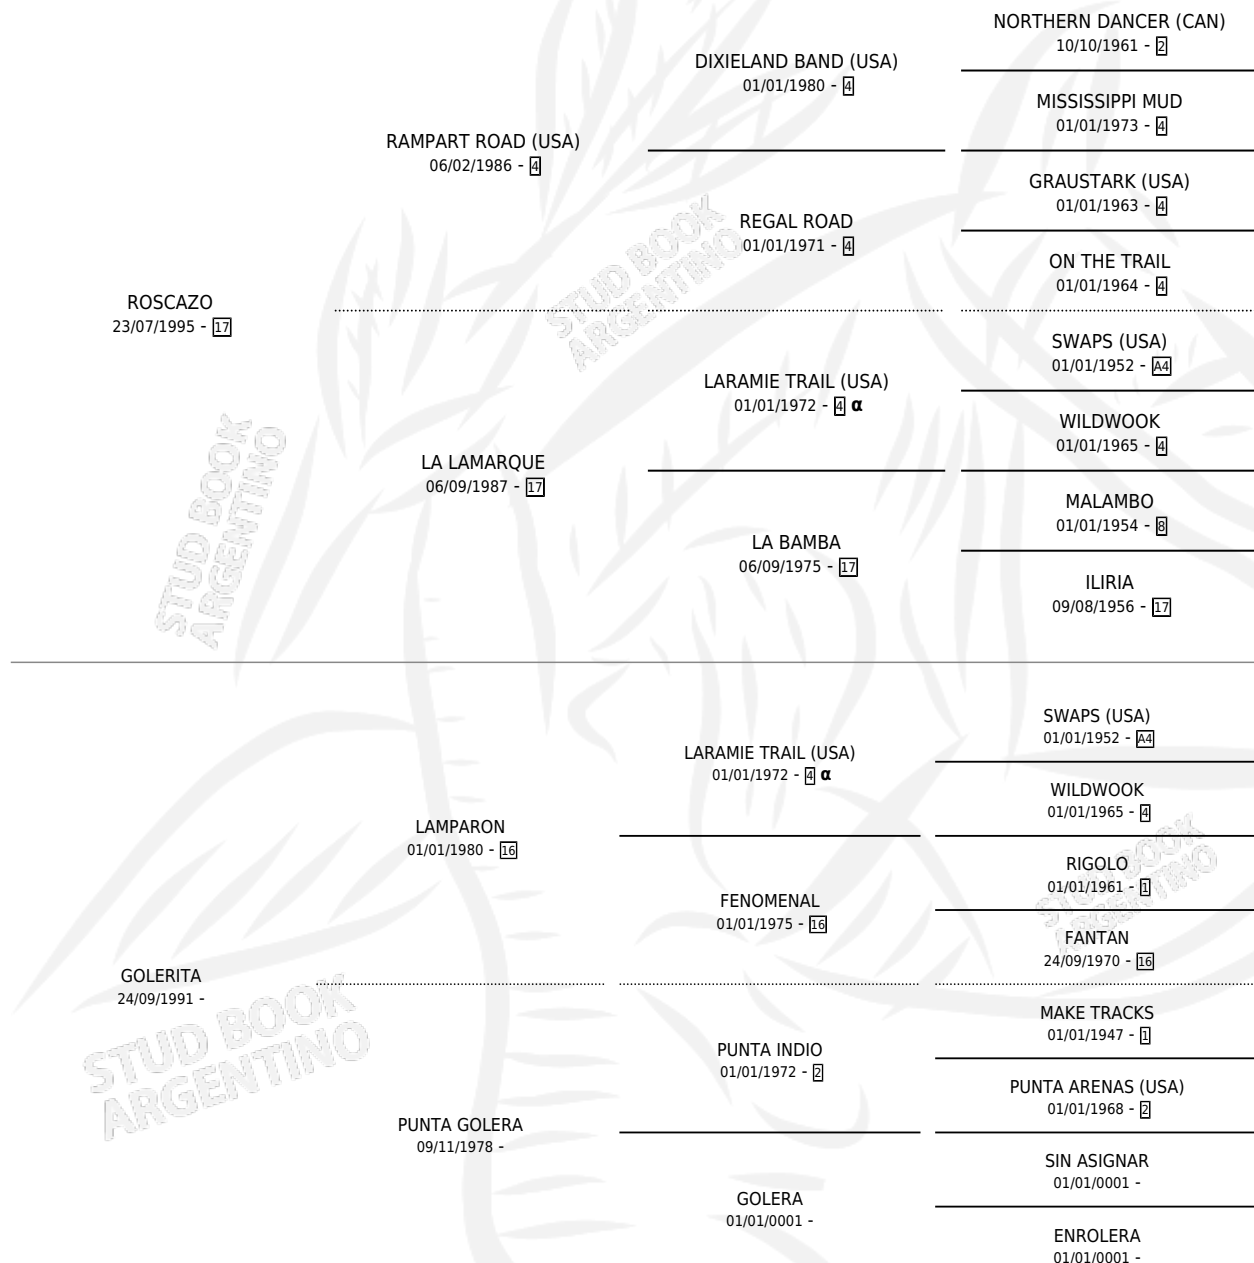 NORTHERN DANCER (CAN)
10/10/1961 - 2
DIXIELAND BAND (USA)
01/01/1980 - 4
MISSISSIPPI MUD
01/01/1973 - 4
RAMPART ROAD (USA)
06/02/1986 - 4
GRAUSTARK (USA)
01/01/1963 - 4
REGAL ROAD
01/01/1971 - 4
ON THE TRAIL
01/01/1964 - 4
ROSCAZO
23/07/1995 - 17
SWAPS (USA)
01/01/1952 - A4
LARAMIE TRAIL (USA)
01/01/1972 - 4 α
WILDWOOK
01/01/1965 - 4
LA LAMARQUE
06/09/1987 - 17
MALAMBO
01/01/1954 - 8
LA BAMBA
06/09/1975 - 17
ILIRIA
09/08/1956 - 17
SWAPS (USA)
01/01/1952 - A4
LARAMIE TRAIL (USA)
01/01/1972 - 4 α
WILDWOOK
01/01/1965 - 4
LAMPARON
01/01/1980 - 16
RIGOLO
01/01/1961 - 1
FENOMENAL
01/01/1975 - 16
FANTAN
24/09/1970 - 16
GOLERITA
24/09/1991 -
MAKE TRACKS
01/01/1947 - 1
PUNTA INDIO
01/01/1972 - 2
PUNTA ARENAS (USA)
01/01/1968 - 2
PUNTA GOLERA
09/11/1978 -
SIN ASIGNAR
01/01/0001 -
GOLERA
01/01/0001 -
ENROLERA
01/01/0001 -
STUD BOOK
ARGENTINO
STUD BOOK
ARGENTINO
STUD BOOK
ARGENTINO
STUD BOOK
ARGENTINO